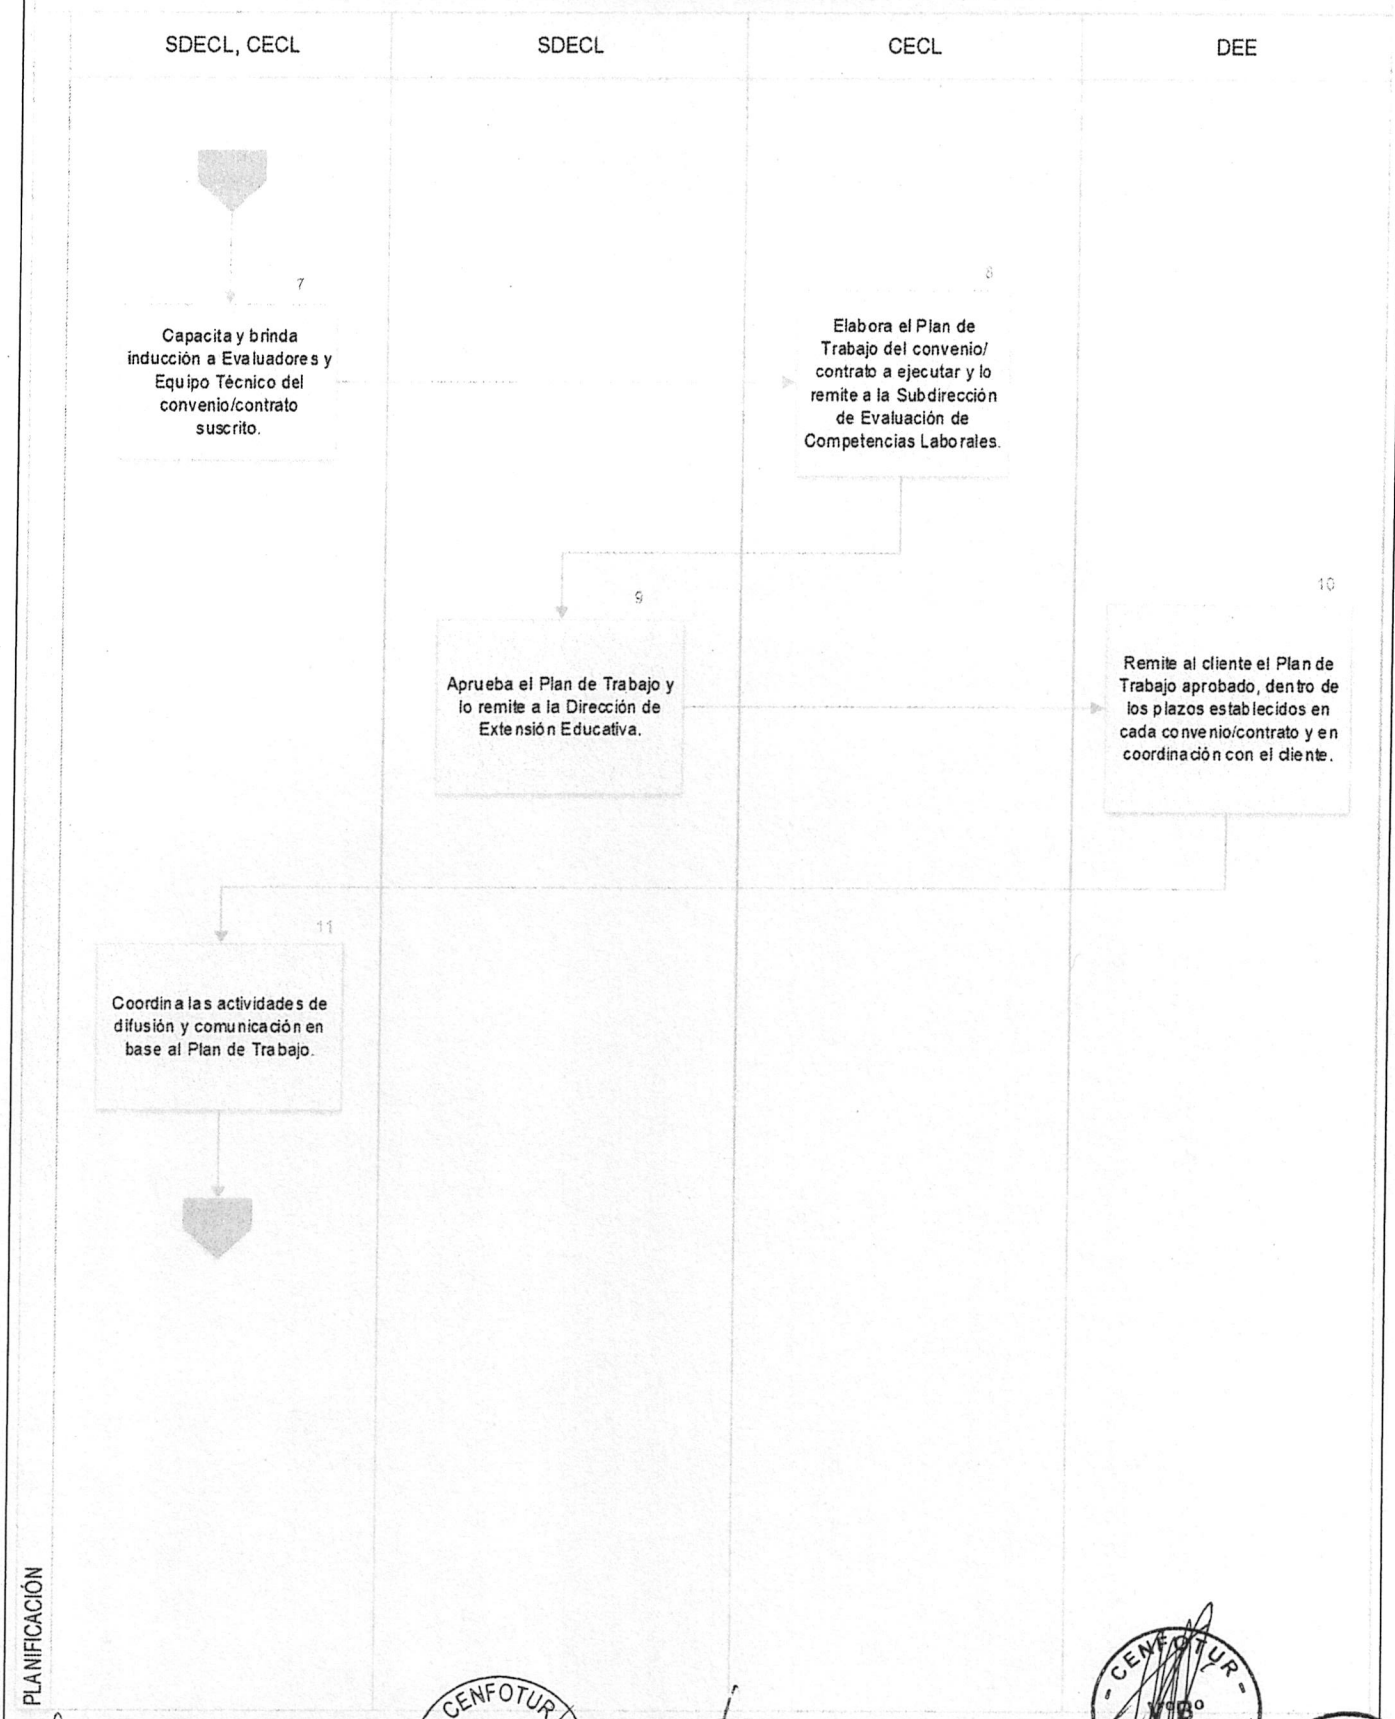 SDECL, CECL
SDECL
CECL
DEE
7
Capacita y brinda
inducción a Evaluadores y
Equipo Técnico del
convenio/contrato
suscrito.
8
Elabora el Plan de
Trabajo del convenio/
contrato a ejecutar y lo
remite a la Subdirección
de Evaluación de
Competencias Laborales.
9
Aprueba el Plan de Trabajo y
lo remite a la Dirección de
Extensión Educativa.
10
Remite al cliente el Plan de
Trabajo aprobado, dentro de
los plazos establecidos en
cada convenio/contrato y en
coordinación con el cliente.
11
Coordina las actividades de
difusión y comunicación en
base al Plan de Trabajo.
PLANIFICACIÓN
CENFOTUR
- CENFOTUR -
V°B°